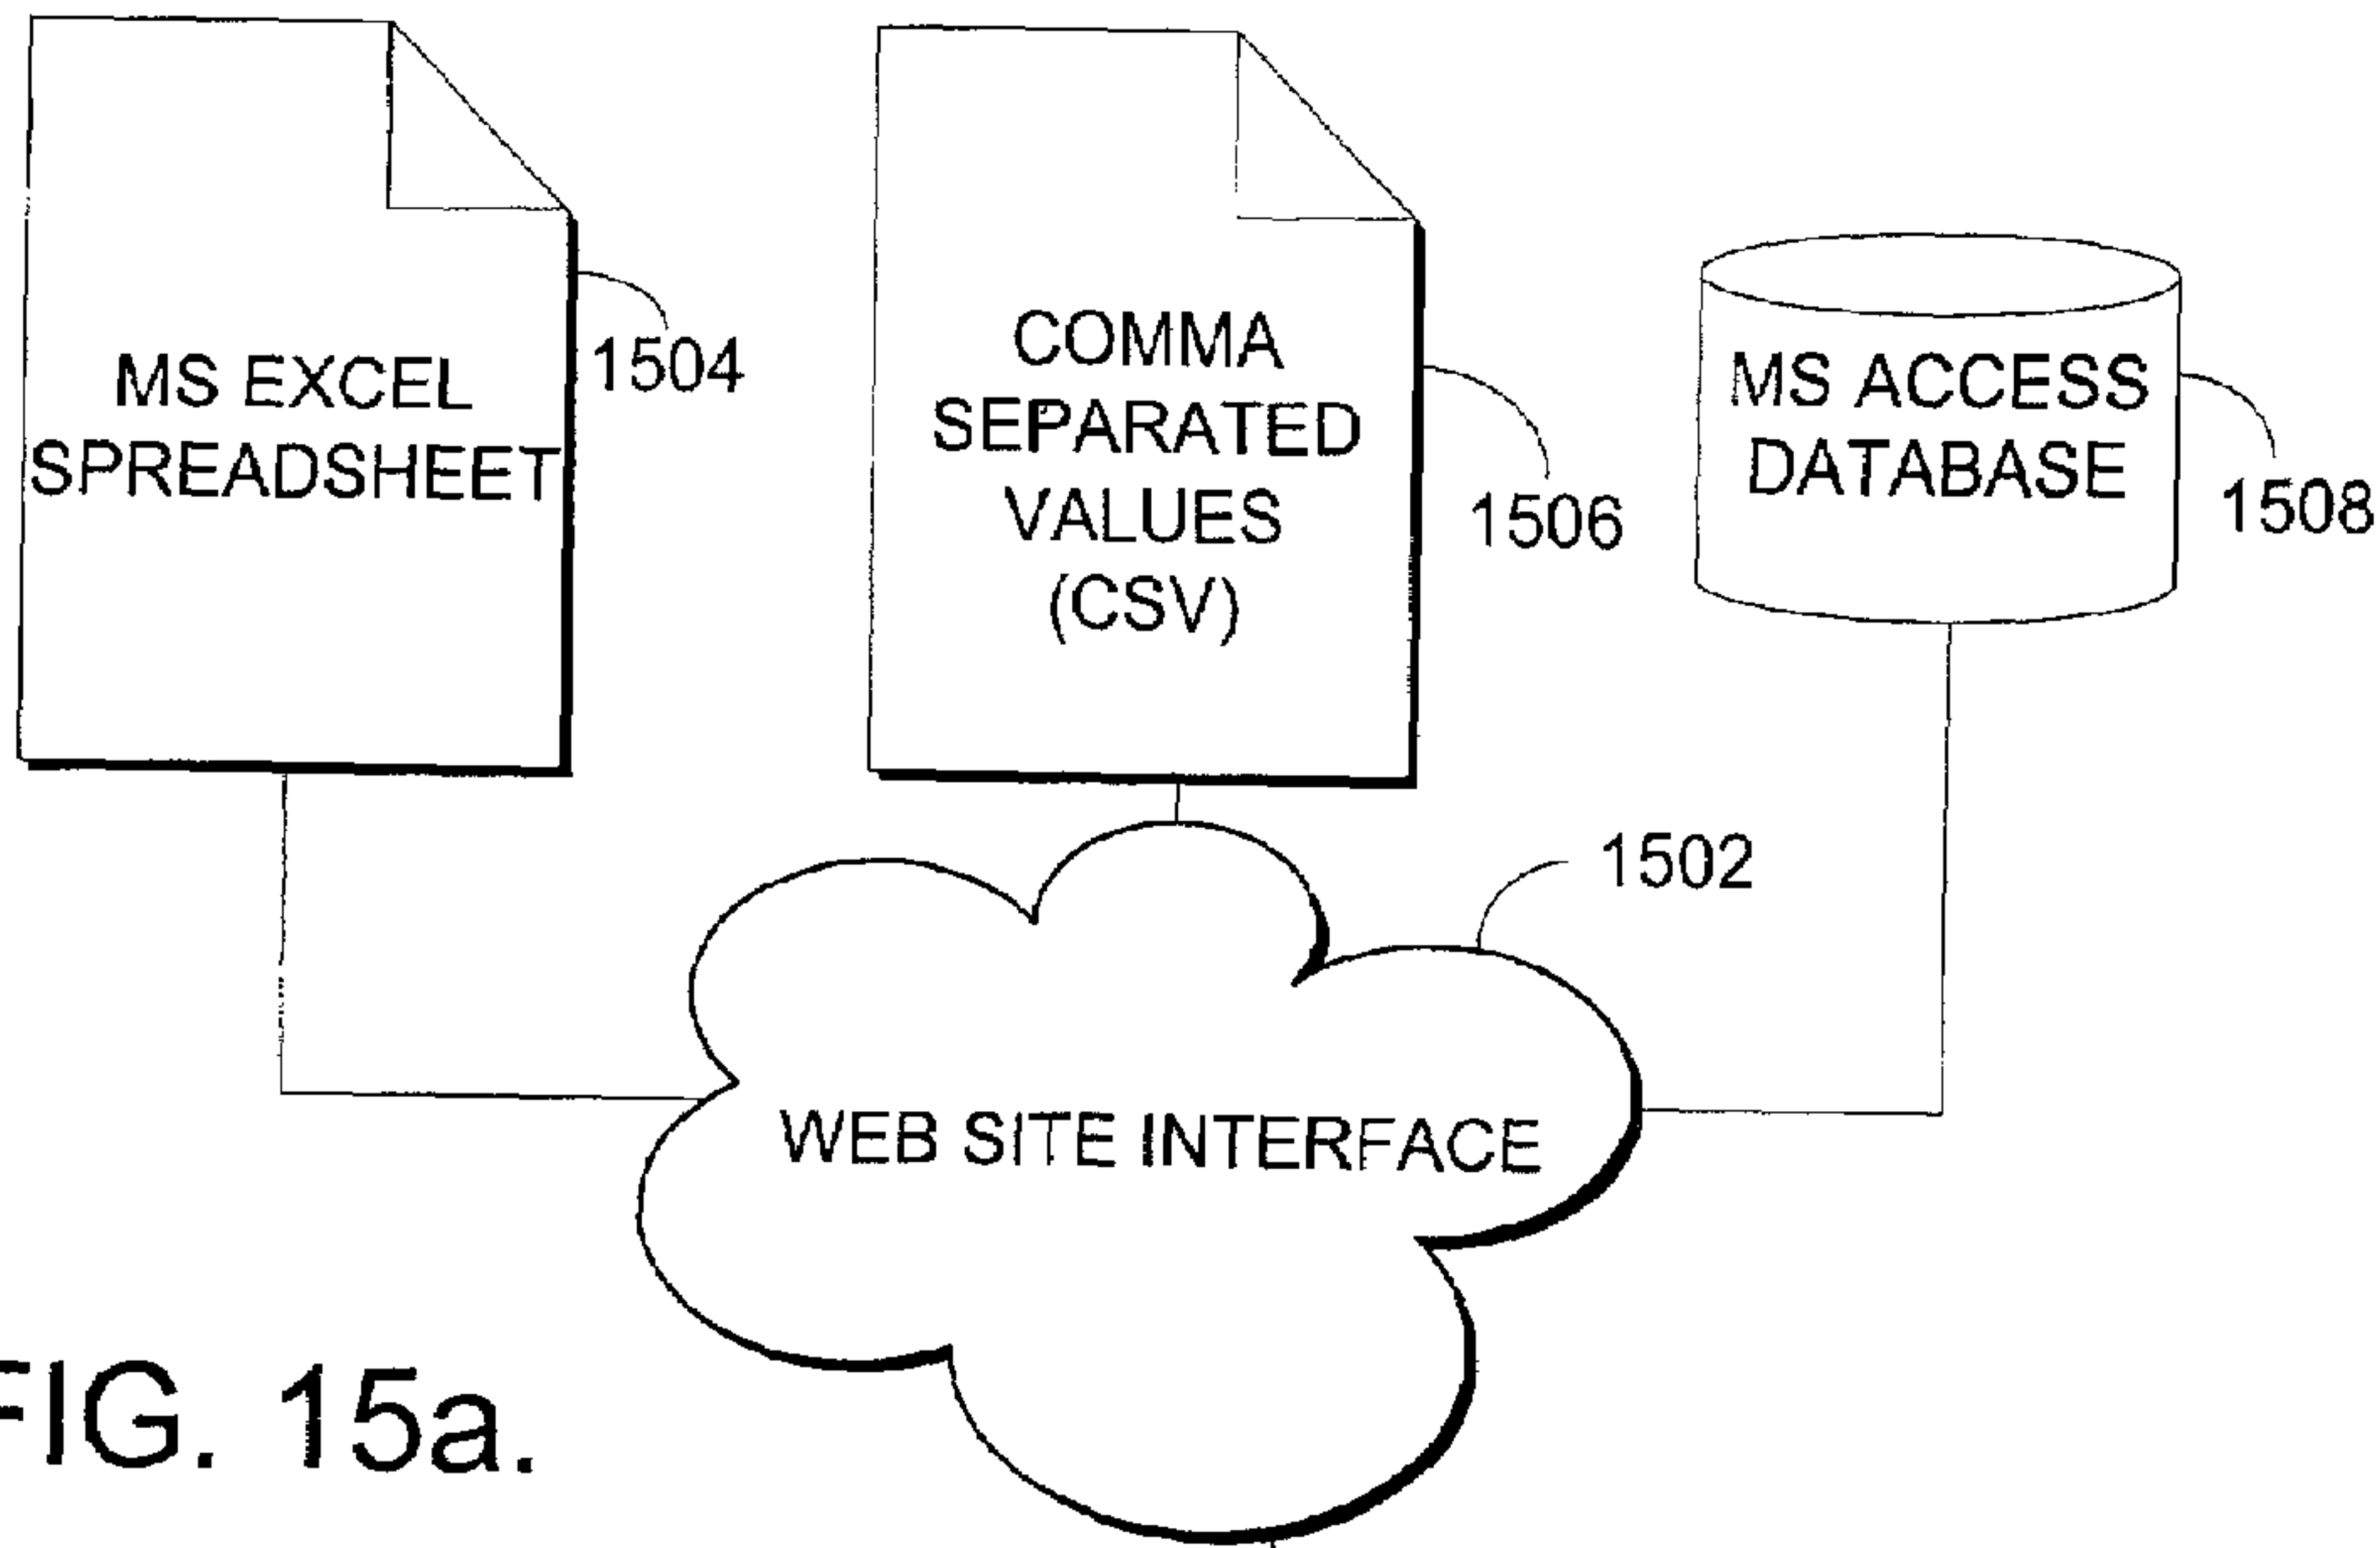 MS EXCEL
SPREADSHEET
1504
COMMA
SEPARATED
VALUES
(CSV)
1506
MS ACCESS
DATABASE
1508
1502
WEB SITE INTERFACE
FIG. 15a.